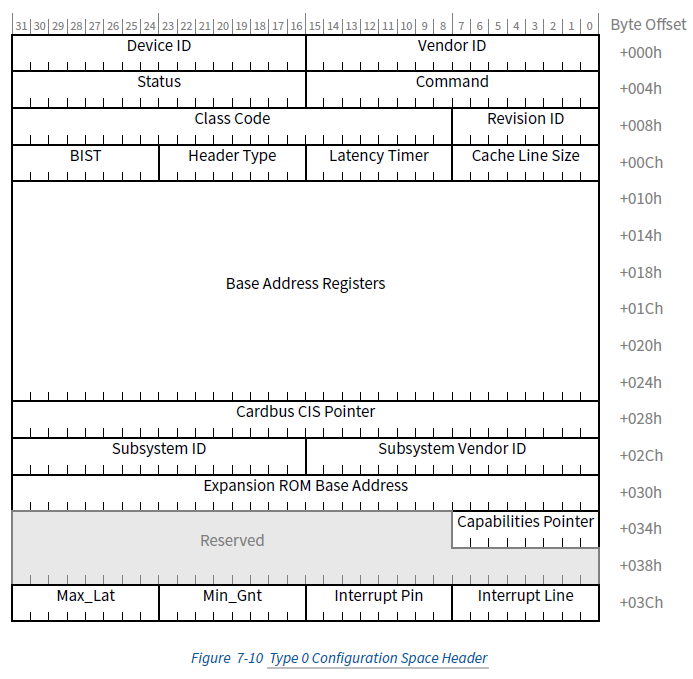 31 30 29 28 27 26 25 24 23 22 21 20 19 18 17 16 15 14 13 12 11 10 9 8 7 6 5 4 3 2 1 0 Byte Offset
Device ID Vendor ID +000h
Status Command +004h
Class Code Revision ID +008h
BIST Header Type Latency Timer Cache Line Size +00Ch
+010h
+014h
+018h
Base Address Registers
+01Ch
+020h
+024h
Cardbus CIS Pointer +028h
Subsystem ID Subsystem Vendor ID +02Ch
Expansion ROM Base Address +030h
Capabilities Pointer +034h
Reserved
+038h
Max_Lat Min_Gnt Interrupt Pin Interrupt Line +03Ch
Figure 7-10 Type 0 Configuration Space Header